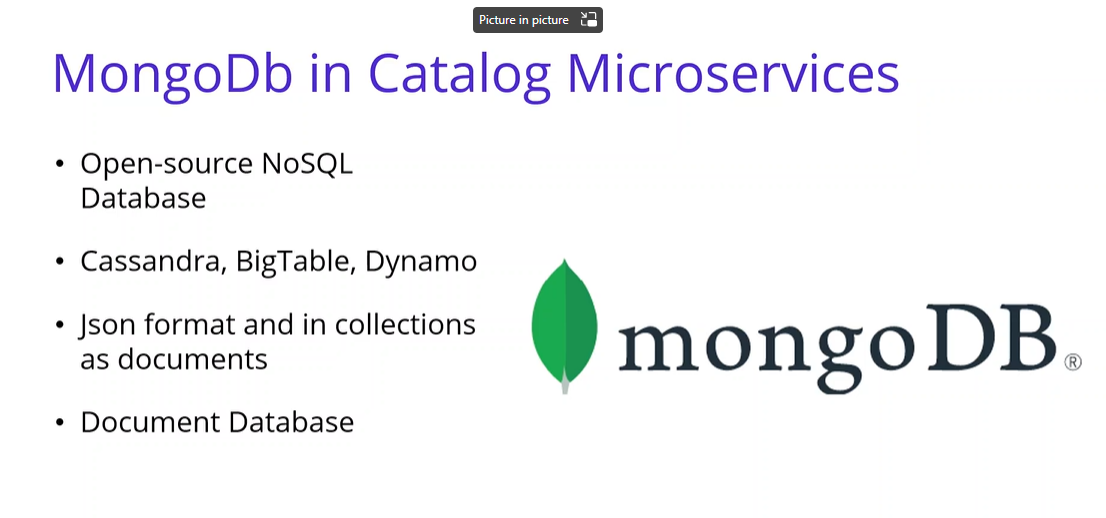 Picture in picture
MongoDb in Catalog Microservices
• Open-source NoSQL
Database
• Cassandra, BigTable, Dynamo
• Json format and in collections
as documents
• Document Database
mongoDB®